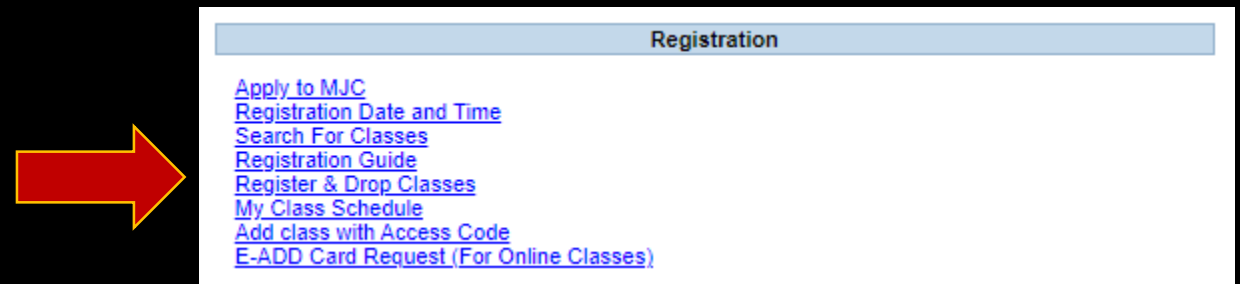 Registration
Apply to MJC
Registration Date and Time
Search For Classes
Registration Guide
Register & Drop Classes
My Class Schedule
Add class with Access Code
E-ADD Card Request (For Online Classes)